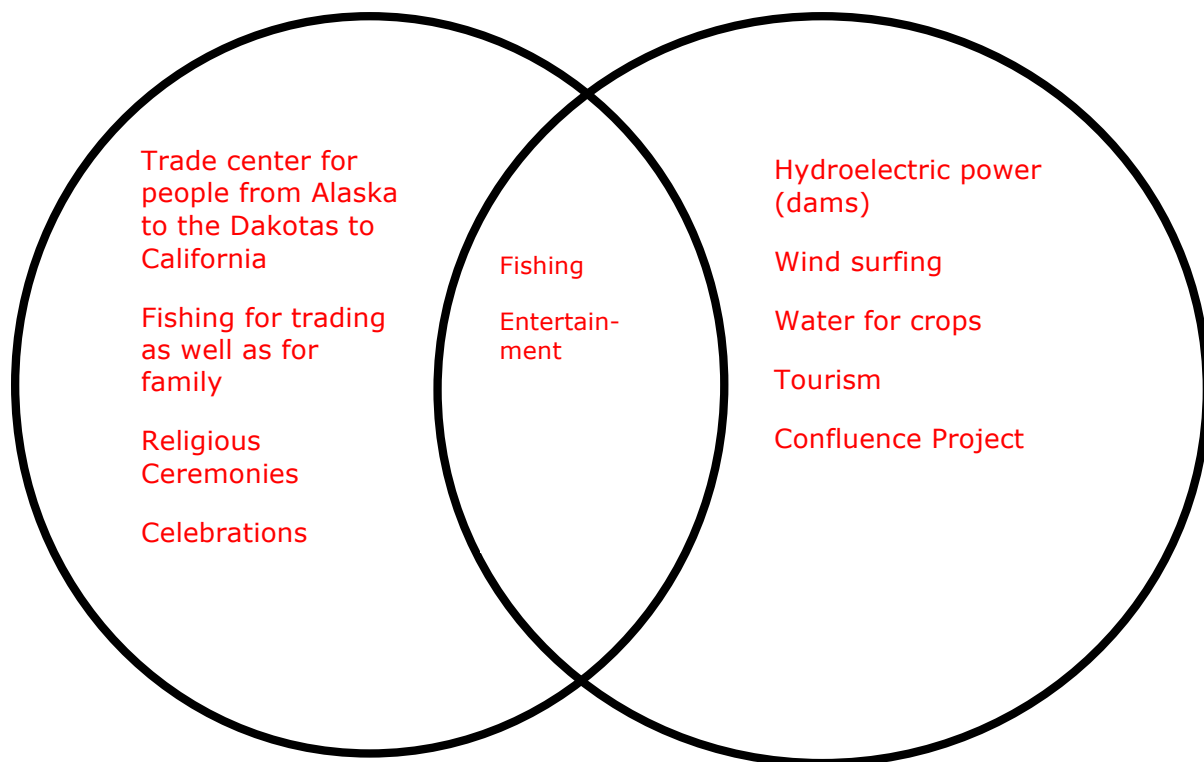 Trade center for
people from Alaska
to the Dakotas to
California
Fishing for trading
as well as for
family
Religious
Ceremonies
Celebrations
Fishing
Entertain-
ment
Hydroelectric power
(dams)
Wind surfing
Water for crops
Tourism
Confluence Project